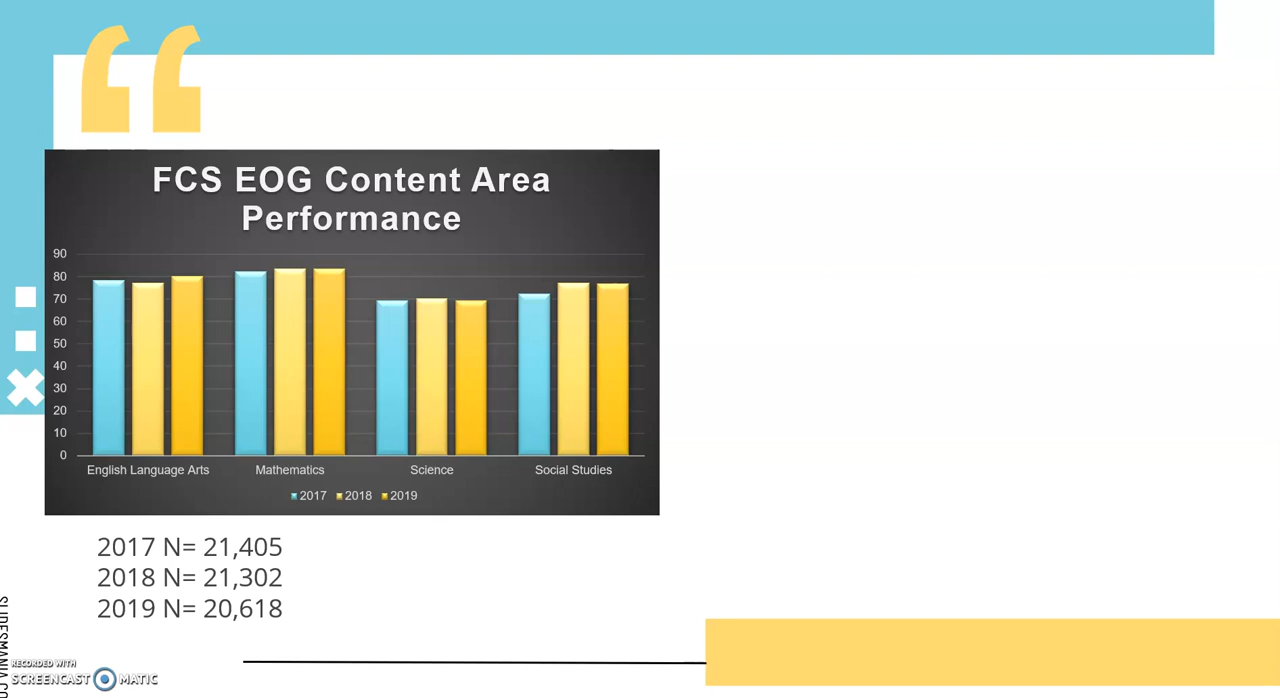 FCS EOG Content Area
Performance
90
80
70
60
50
40
30
20
10
0
English Language Arts
Mathematics
Science
Social Studies
2017
2018
2019
2017 N= 21,405
2018 N= 21,302
2019 N= 20,618
RECORDED WITH
SCREENCAST MATIC